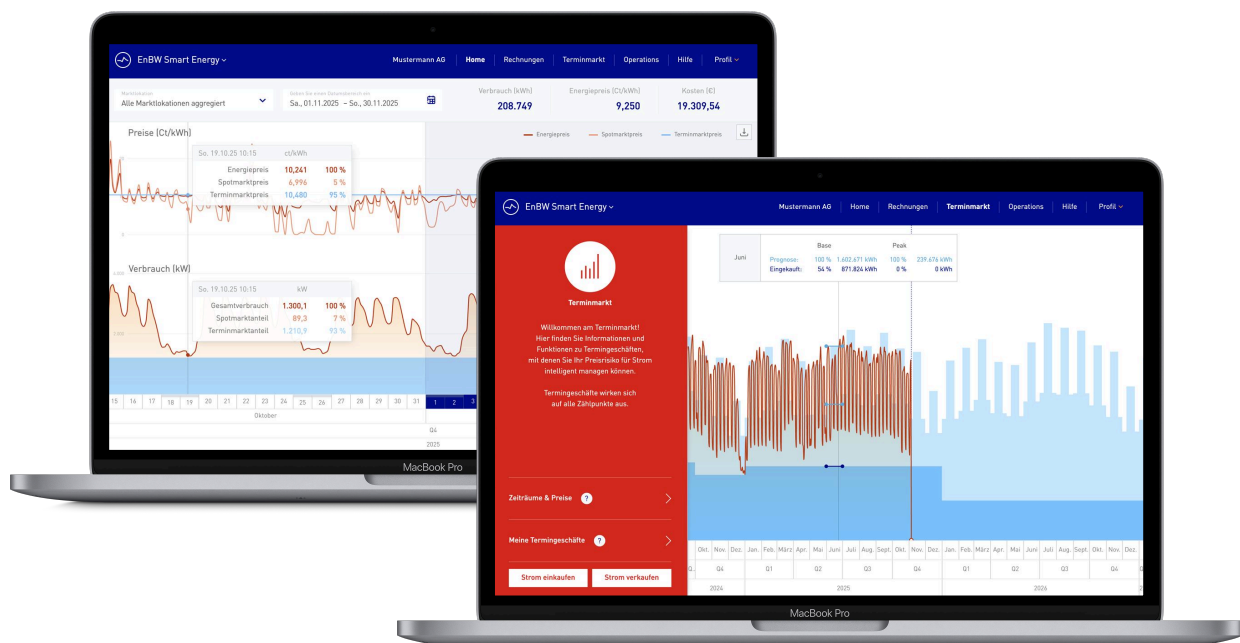 EnBW Smart Energy
Mustermann AG
Home
Rechnungen
Terminmarkt
Operations
Hilfe
Profil
Marktlokation
Alle Marktlokationen aggregiert
Sa., 01.11.2025 – So., 30.11.2025
Verbrauch (kWh)
208.749
Energiepreis (Ct/kWh)
9,250
Kosten (€)
19.309,54
Preise (Ct/kWh)
Energiepreis
Spotmarktpreis
Terminmarktpreis
So. 19.10.25 10:15 ct/kWh
Energiepreis 10,241 100 %
Spotmarktpreis 6,996 5 %
Terminmarktpreis 10,480 95 %
0
Verbrauch (kW)
So. 19.10.25 10:15 kW
Gesamtverbrauch 1.300,1 100 %
Spotmarktanteil 89,3 7 %
Terminmarktanteil 1.210,9 93 %
15 16 17 18 19 20 21 22 23 24 25 26 27 28 29 30 31 1 2 3
Oktober
Q4
2025
MacBook Pro
EnBW Smart Energy
Mustermann AG
Home
Rechnungen
Terminmarkt
Operations
Hilfe
Profil
Terminmarkt
Willkommen am Terminmarkt!
Hier finden Sie Informationen und
Funktionen zu Termingeschäften,
mit denen Sie Ihr Preisrisiko für Strom
intelligent managen können.
Termingeschäfte wirken sich
auf alle Zählpunkte aus.
Zeiträume & Preise ?
Meine Termingeschäfte ?
Strom einkaufen
Strom verkaufen
Base Peak
Juni
Prognose: 100 % 1.602.671 kWh 100 % 239.676 kWh
Eingekauft: 54 % 871.824 kWh 0 % 0 kWh
Okt. Nov. Dez. Jan. Feb. März Apr. Mai Juni Juli Aug. Sept. Okt. Nov. Dez. Jan. Feb. März Apr. Mai Juni Juli Aug. Sept. Okt. Nov. Dez.
Q4 Q1 Q2 Q3 Q4 Q1 Q2 Q3 Q4
2024 2025 2026
MacBook Pro